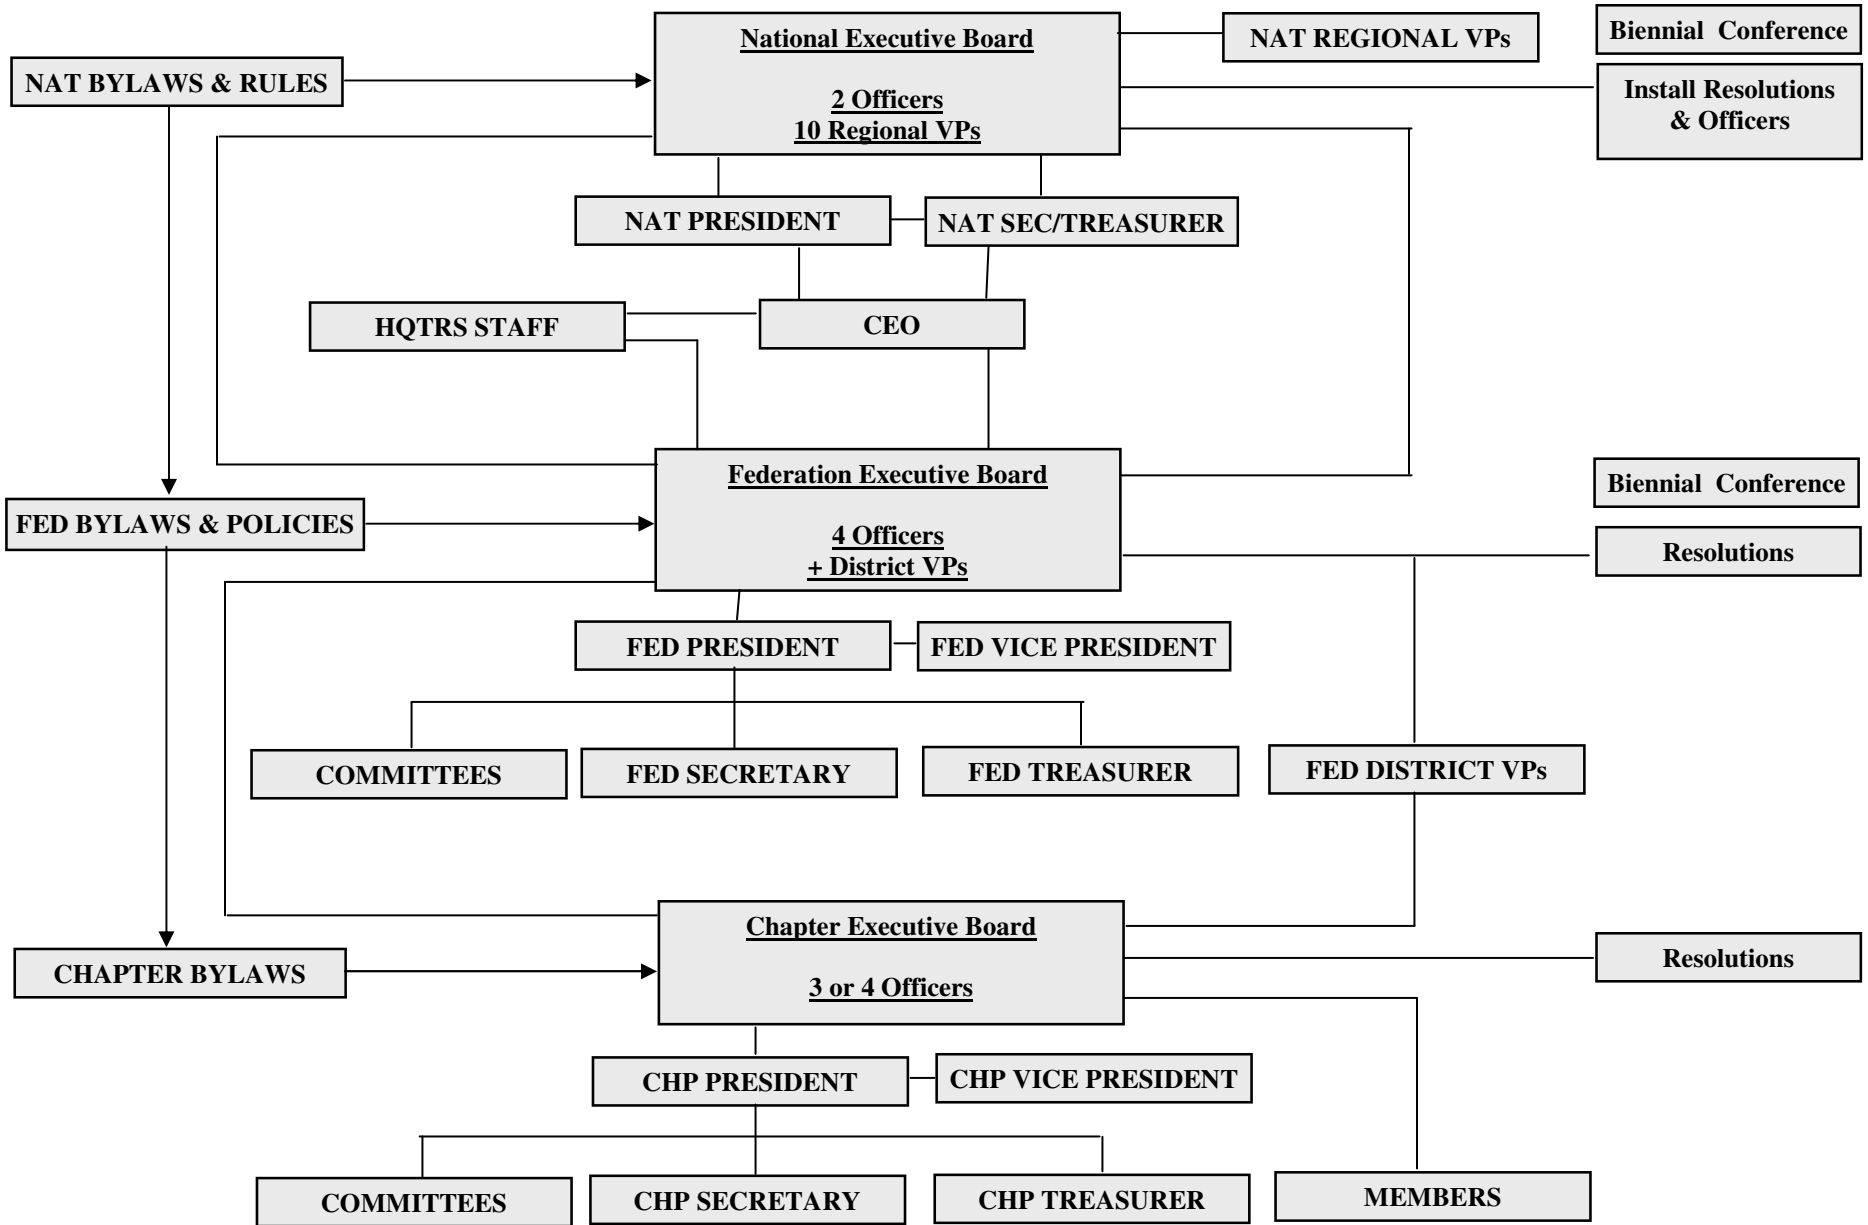 National Executive Board
2 Officers
10 Regional VPs
NAT REGIONAL VPs
Biennial Conference
Install Resolutions
& Officers
NAT BYLAWS & RULES
NAT PRESIDENT
NAT SEC/TREASURER
HQTRS STAFF
CEO
Federation Executive Board
4 Officers
+ District VPs
Biennial Conference
Resolutions
FED BYLAWS & POLICIES
FED PRESIDENT
FED VICE PRESIDENT
COMMITTEES
FED SECRETARY
FED TREASURER
FED DISTRICT VPs
Chapter Executive Board
3 or 4 Officers
Resolutions
CHAPTER BYLAWS
CHP PRESIDENT
CHP VICE PRESIDENT
COMMITTEES
CHP SECRETARY
CHP TREASURER
MEMBERS